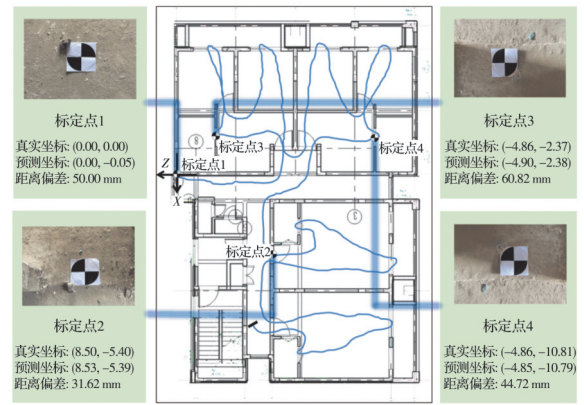 标定点1
真实坐标: (0.00, 0.00)
预测坐标: (0.00, -0.05)
距离偏差: 50.00 mm
标定点2
真实坐标: (8.50, -5.40)
预测坐标: (8.53, -5.39)
距离偏差: 31.62 mm
标定点3
标定点4
Z
标定点1
X
标定点2
标定点3
真实坐标: (-4.86, -2.37)
预测坐标: (-4.90, -2.38)
距离偏差: 60.82 mm
标定点4
真实坐标: (-4.86, -10.81)
预测坐标: (-4.85, -10.79)
距离偏差: 44.72 mm